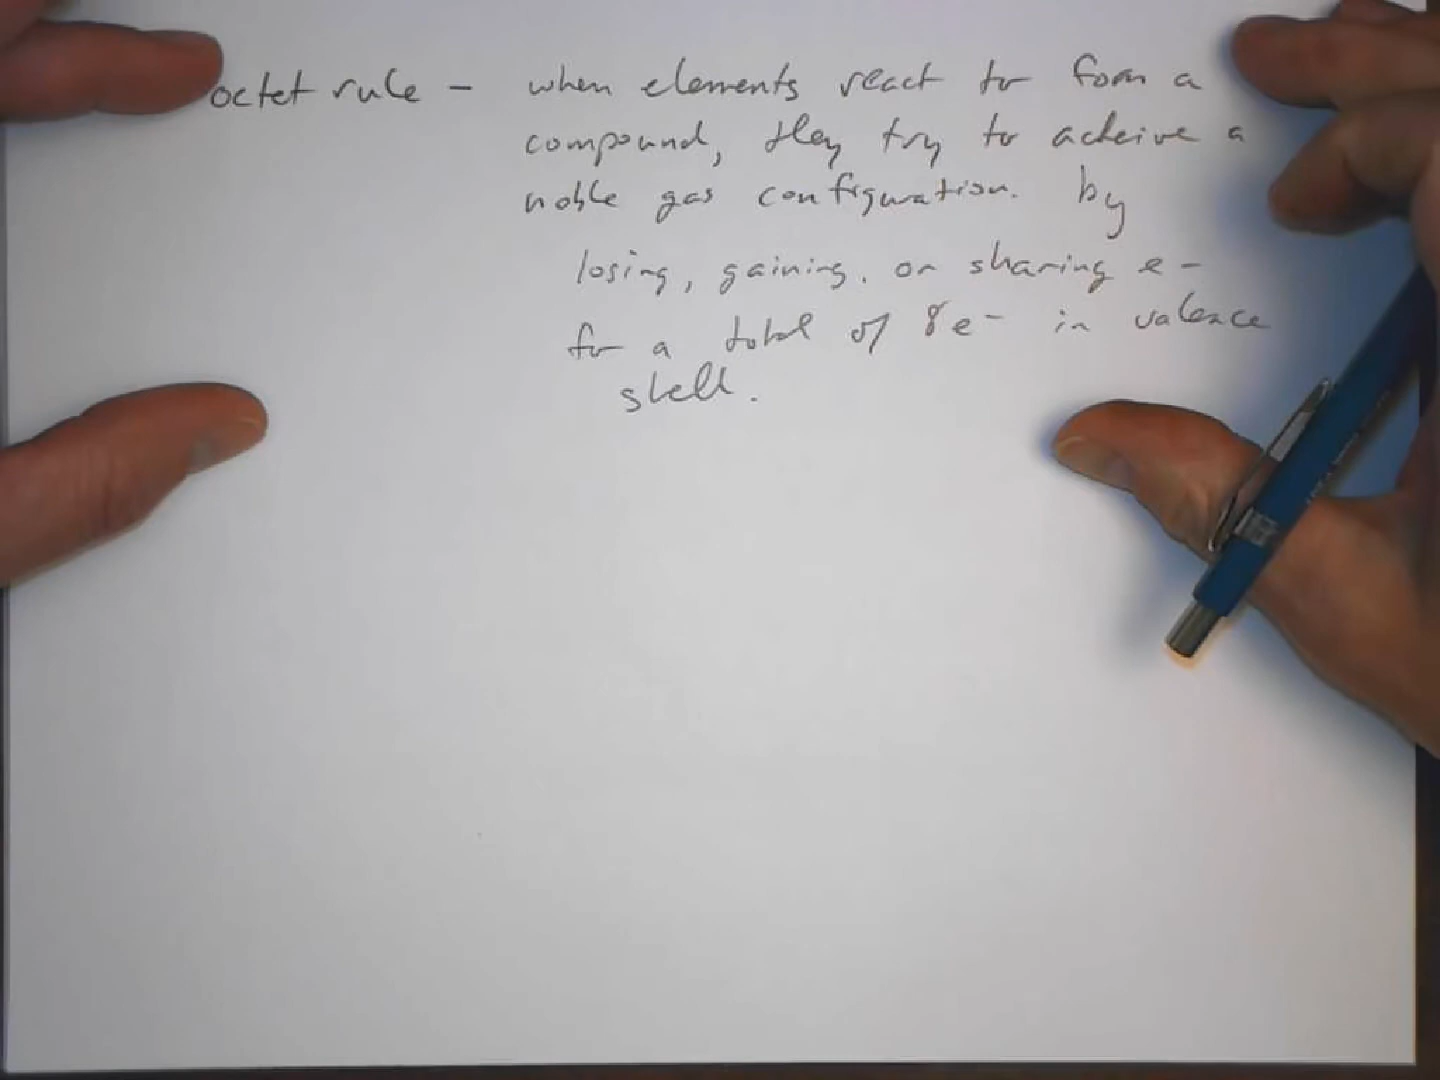 octet rule - when elements react to form a
compound, they try to acheive a
noble gas configuration. by
losing, gaining, or sharing e-
for a total of 8e- in valence
shell.